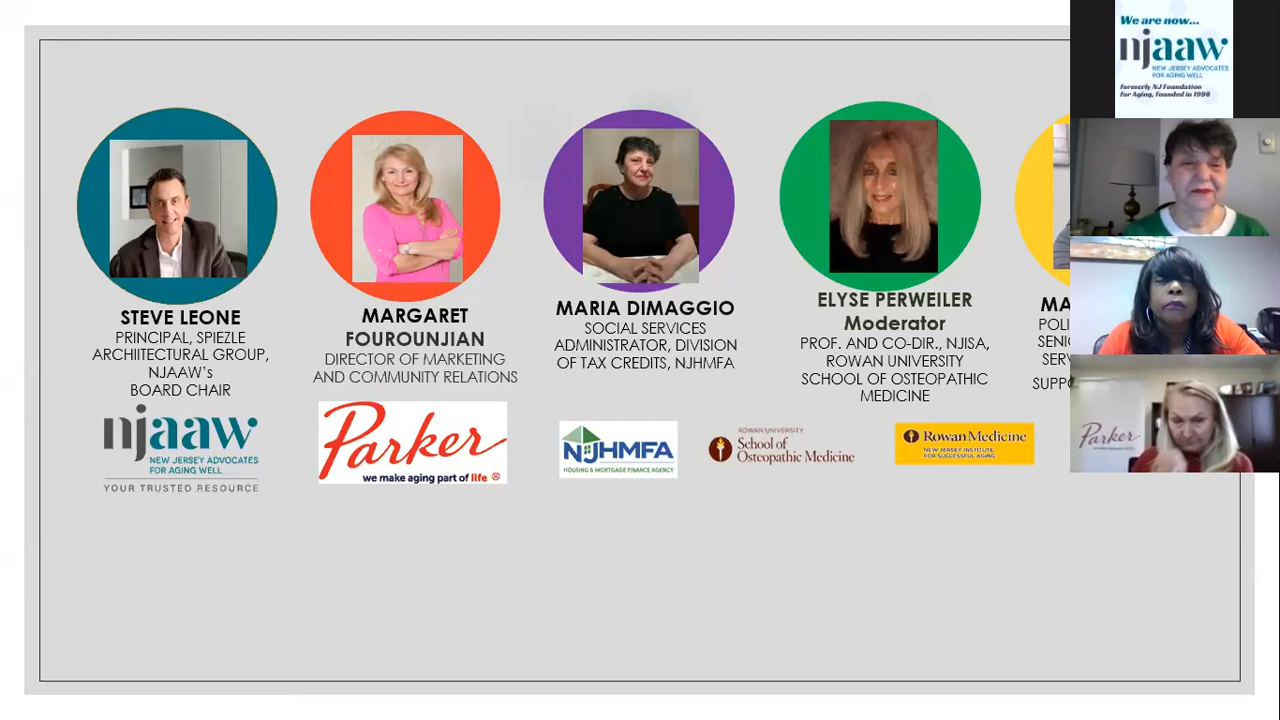 STEVE LEONE
PRINCIPAL, SPIEZLE
ARCHIITECTURAL GROUP,
NJAAW's
BOARD CHAIR
njaaw
NEW JERSEY ADVOCATES
FOR AGING WELL
YOUR TRUSTED RESOURCE
MARGARET
FOUROUNJIAN
DIRECTOR OF MARKETING
AND COMMUNITY RELATIONS
Parker
we make aging part of life ®
MARIA DIMAGGIO
SOCIAL SERVICES
ADMINISTRATOR, DIVISION
OF TAX CREDITS, NJHMFA
NJHMFA
HOUSING & MORTGAGE FINANCE AGENCY
ELYSE PERWEILER
Moderator
PROF. AND CO-DIR., NJISA,
ROWAN UNIVERSITY
SCHOOL OF OSTEOPATHIC
MEDICINE
ROWAN UNIVERSITY
School of
Osteopathic Medicine
Rowan Medicine
NEW JERSEY INSTITUTE
FOR SUCCESSFUL AGING
MA
POLI
SENI
SERV
SUPPO
We are now...
njaaw
NEW JERSEY ADVOCATES
FOR AGING WELL
formerly NJ Foundation
for Aging, founded in 1998
Parker